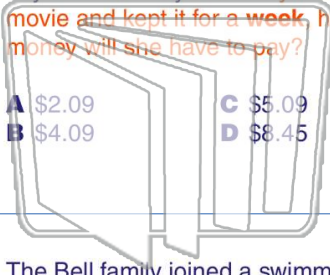 movie and kept it for a week, h
money will she have to pay?
A $2.09 C $5.09
B $4.09 D $8.45
The Bell family joined a swimm